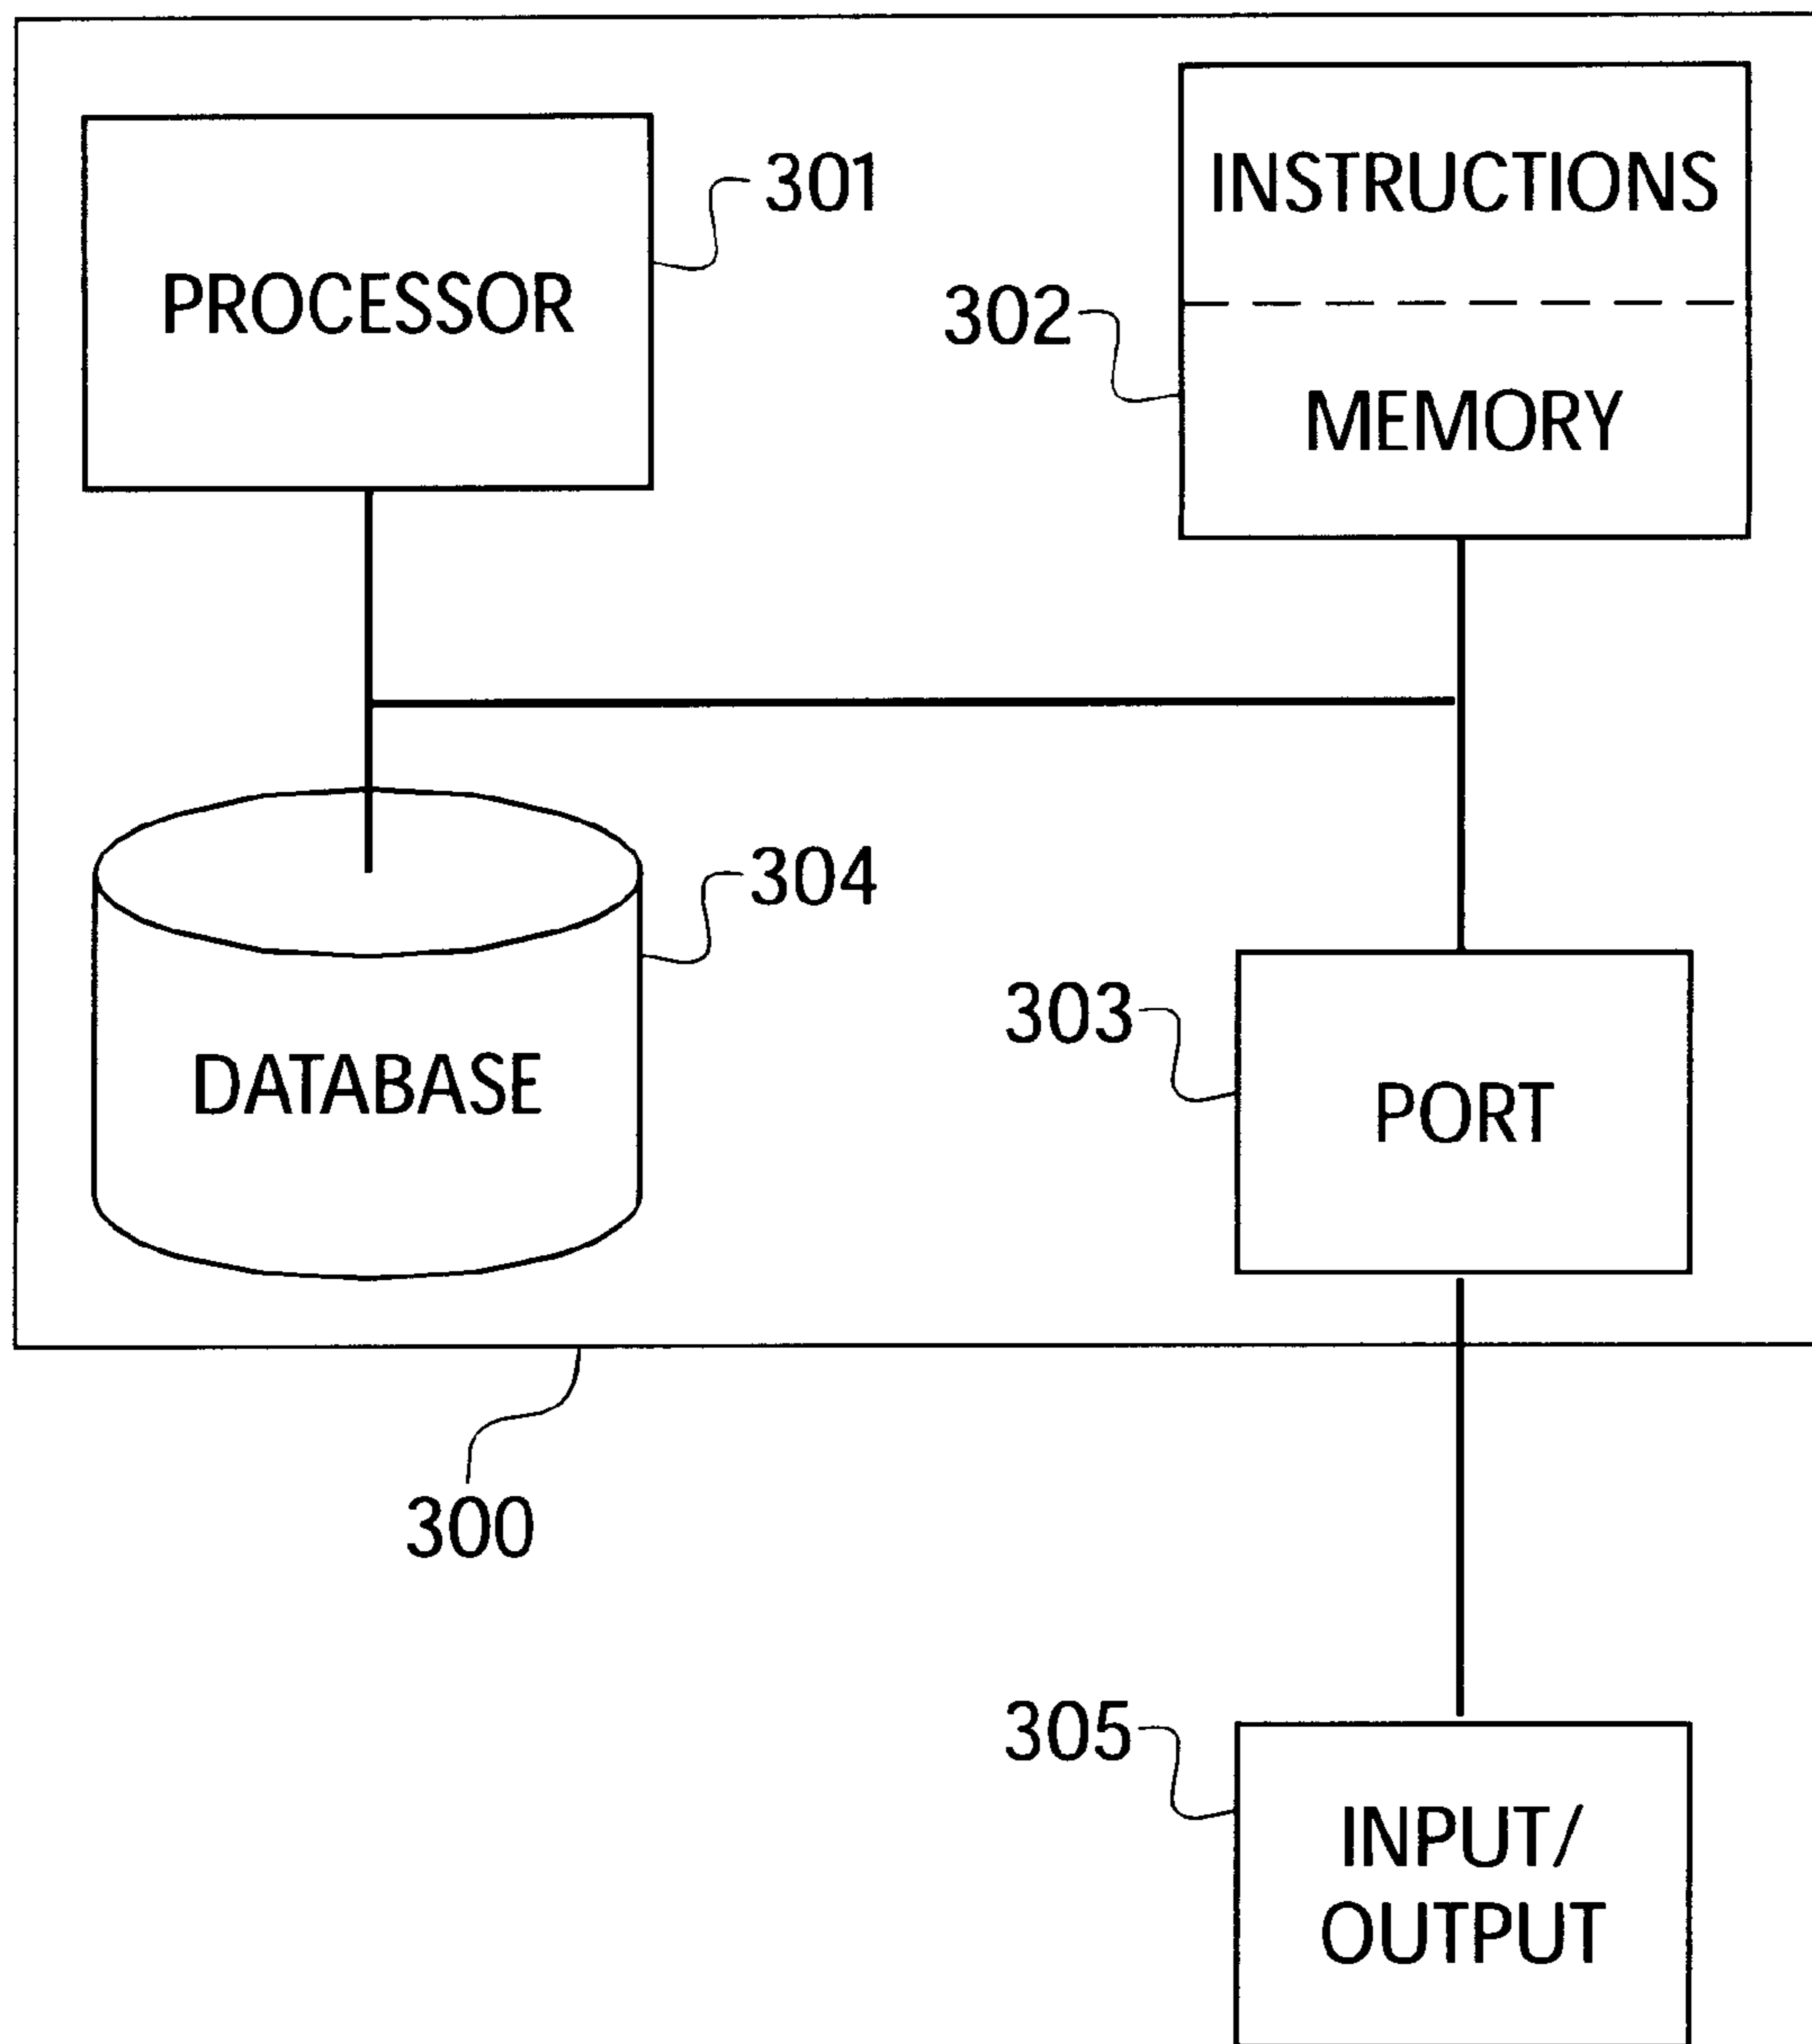 INSTRUCTIONS
301
PROCESSOR
302
MEMORY
304
303
DATABASE
PORT
300
305
INPUT/
OUTPUT